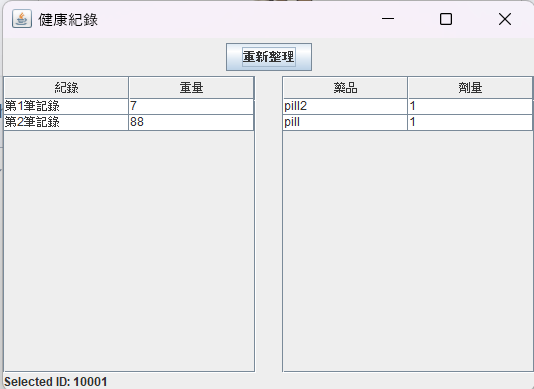 健康紀錄
重新整理
紀錄 重量 藥品 劑量
第1筆記錄 7 pill2 1
第2筆記錄 88 pill 1
Selected ID: 10001